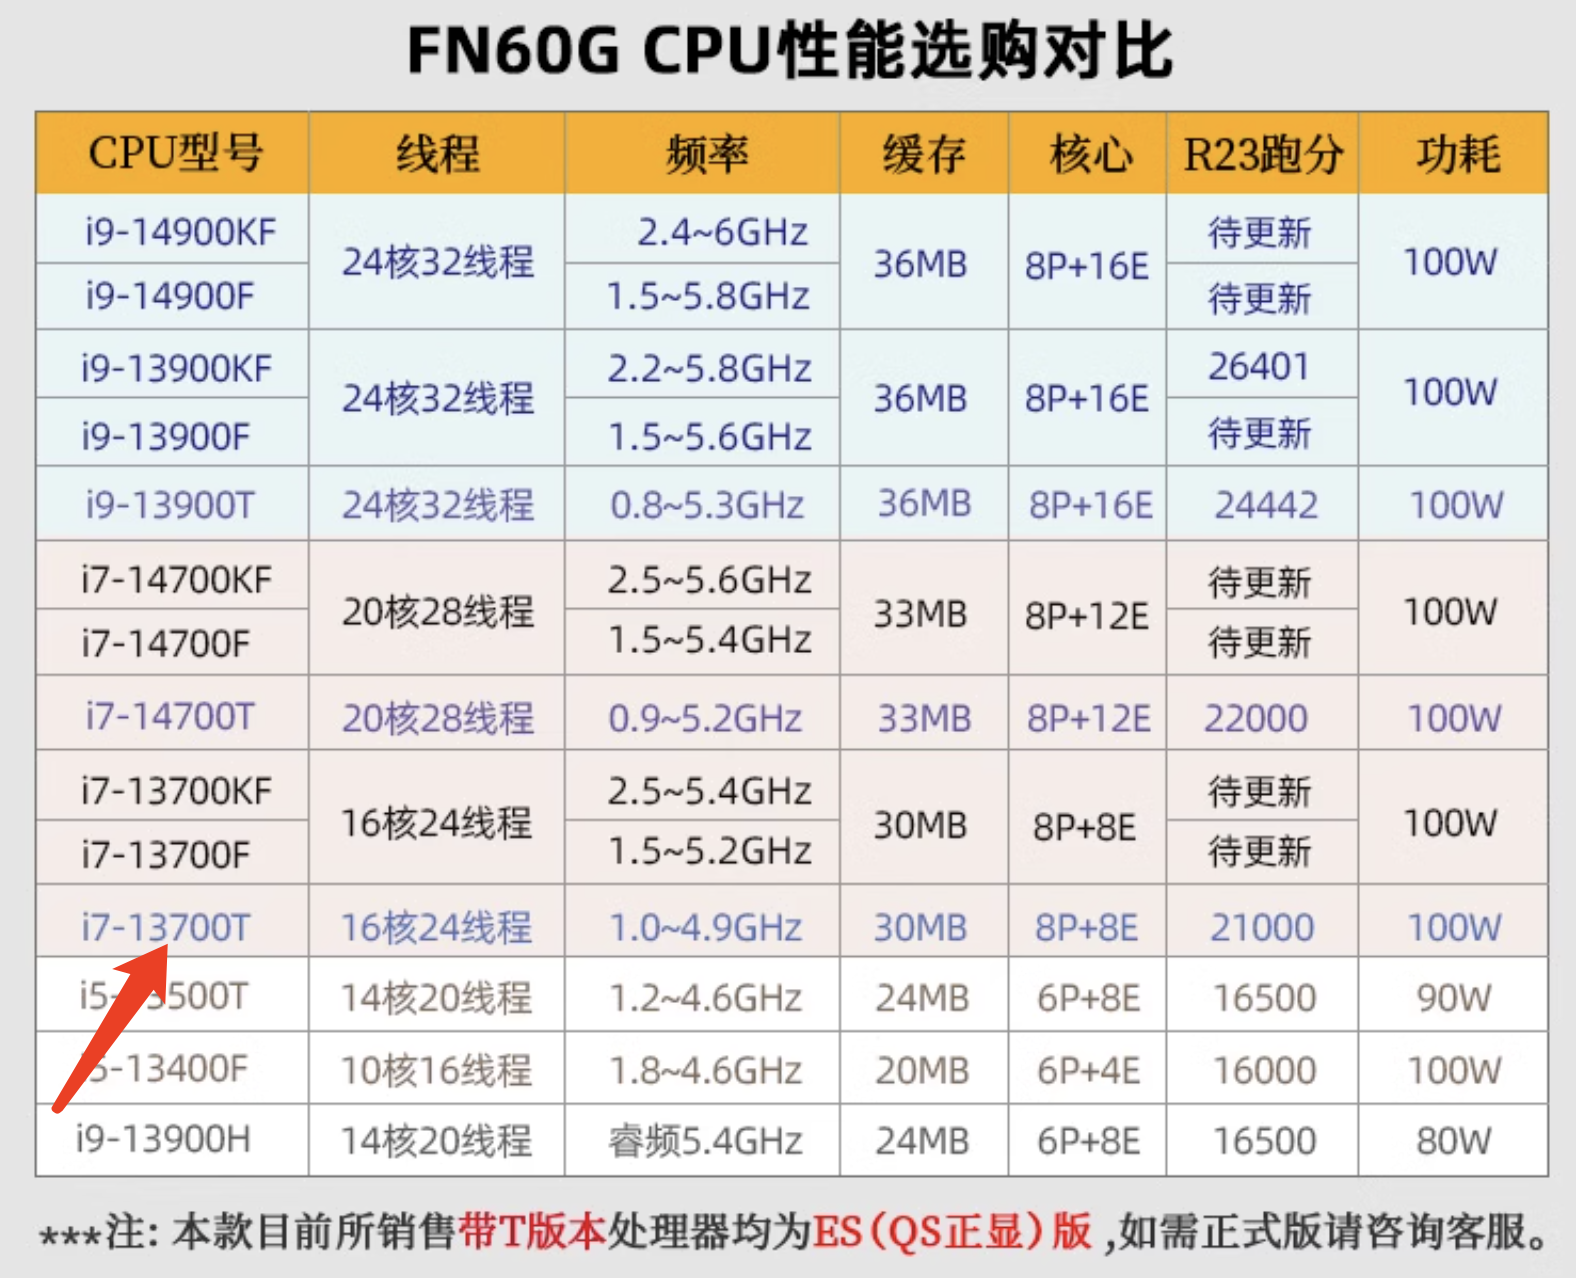 FN60G CPU性能选购对比
CPU型号 线程 频率 缓存 核心 R23跑分 功耗
i9-14900KF 24核32线程 2.4~6GHz 36MB 8P+16E 待更新 100W
i9-14900F 1.5~5.8GHz 待更新
i9-13900KF 24核32线程 2.2~5.8GHz 36MB 8P+16E 26401 100W
i9-13900F 1.5~5.6GHz 待更新
i9-13900T 24核32线程 0.8~5.3GHz 36MB 8P+16E 24442 100W
i7-14700KF 20核28线程 2.5~5.6GHz 33MB 8P+12E 待更新 100W
i7-14700F 1.5~5.4GHz 待更新
i7-14700T 20核28线程 0.9~5.2GHz 33MB 8P+12E 22000 100W
i7-13700KF 16核24线程 2.5~5.4GHz 30MB 8P+8E 待更新 100W
i7-13700F 1.5~5.2GHz 待更新
i7-13700T 16核24线程 1.0~4.9GHz 30MB 8P+8E 21000 100W
14核20线程 1.2~4.6GHz 24MB 6P+8E 16500 90W
10核16线程 1.8~4.6GHz 20MB 6P+4E 16000 100W
i9-13900H 14核20线程 睿频5.4GHz 24MB 6P+8E 16500 80W
***注: 本款目前所销售带T版本处理器均为ES(QS正显)版 ,如需正式版请咨询客服。